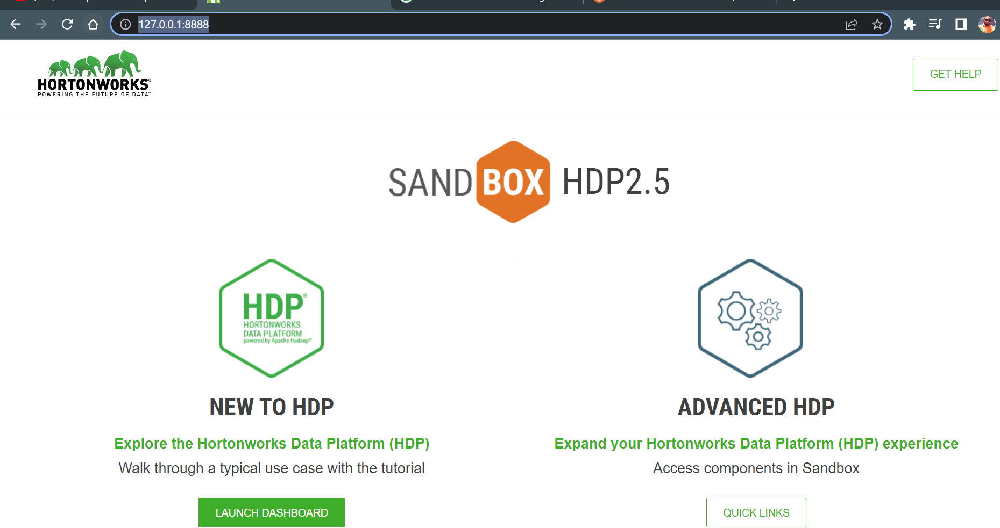 127.0.0.1:8888
HORTONWORKS®
POWERING THE FUTURE OF DATA™
GET HELP
SANDBOX HDP2.5
HDP®
HORTONWORKS
DATA PLATFORM
powered by Apache Hadoop®
NEW TO HDP
Explore the Hortonworks Data Platform (HDP)
Walk through a typical use case with the tutorial
LAUNCH DASHBOARD
ADVANCED HDP
Expand your Hortonworks Data Platform (HDP) experience
Access components in Sandbox
QUICK LINKS